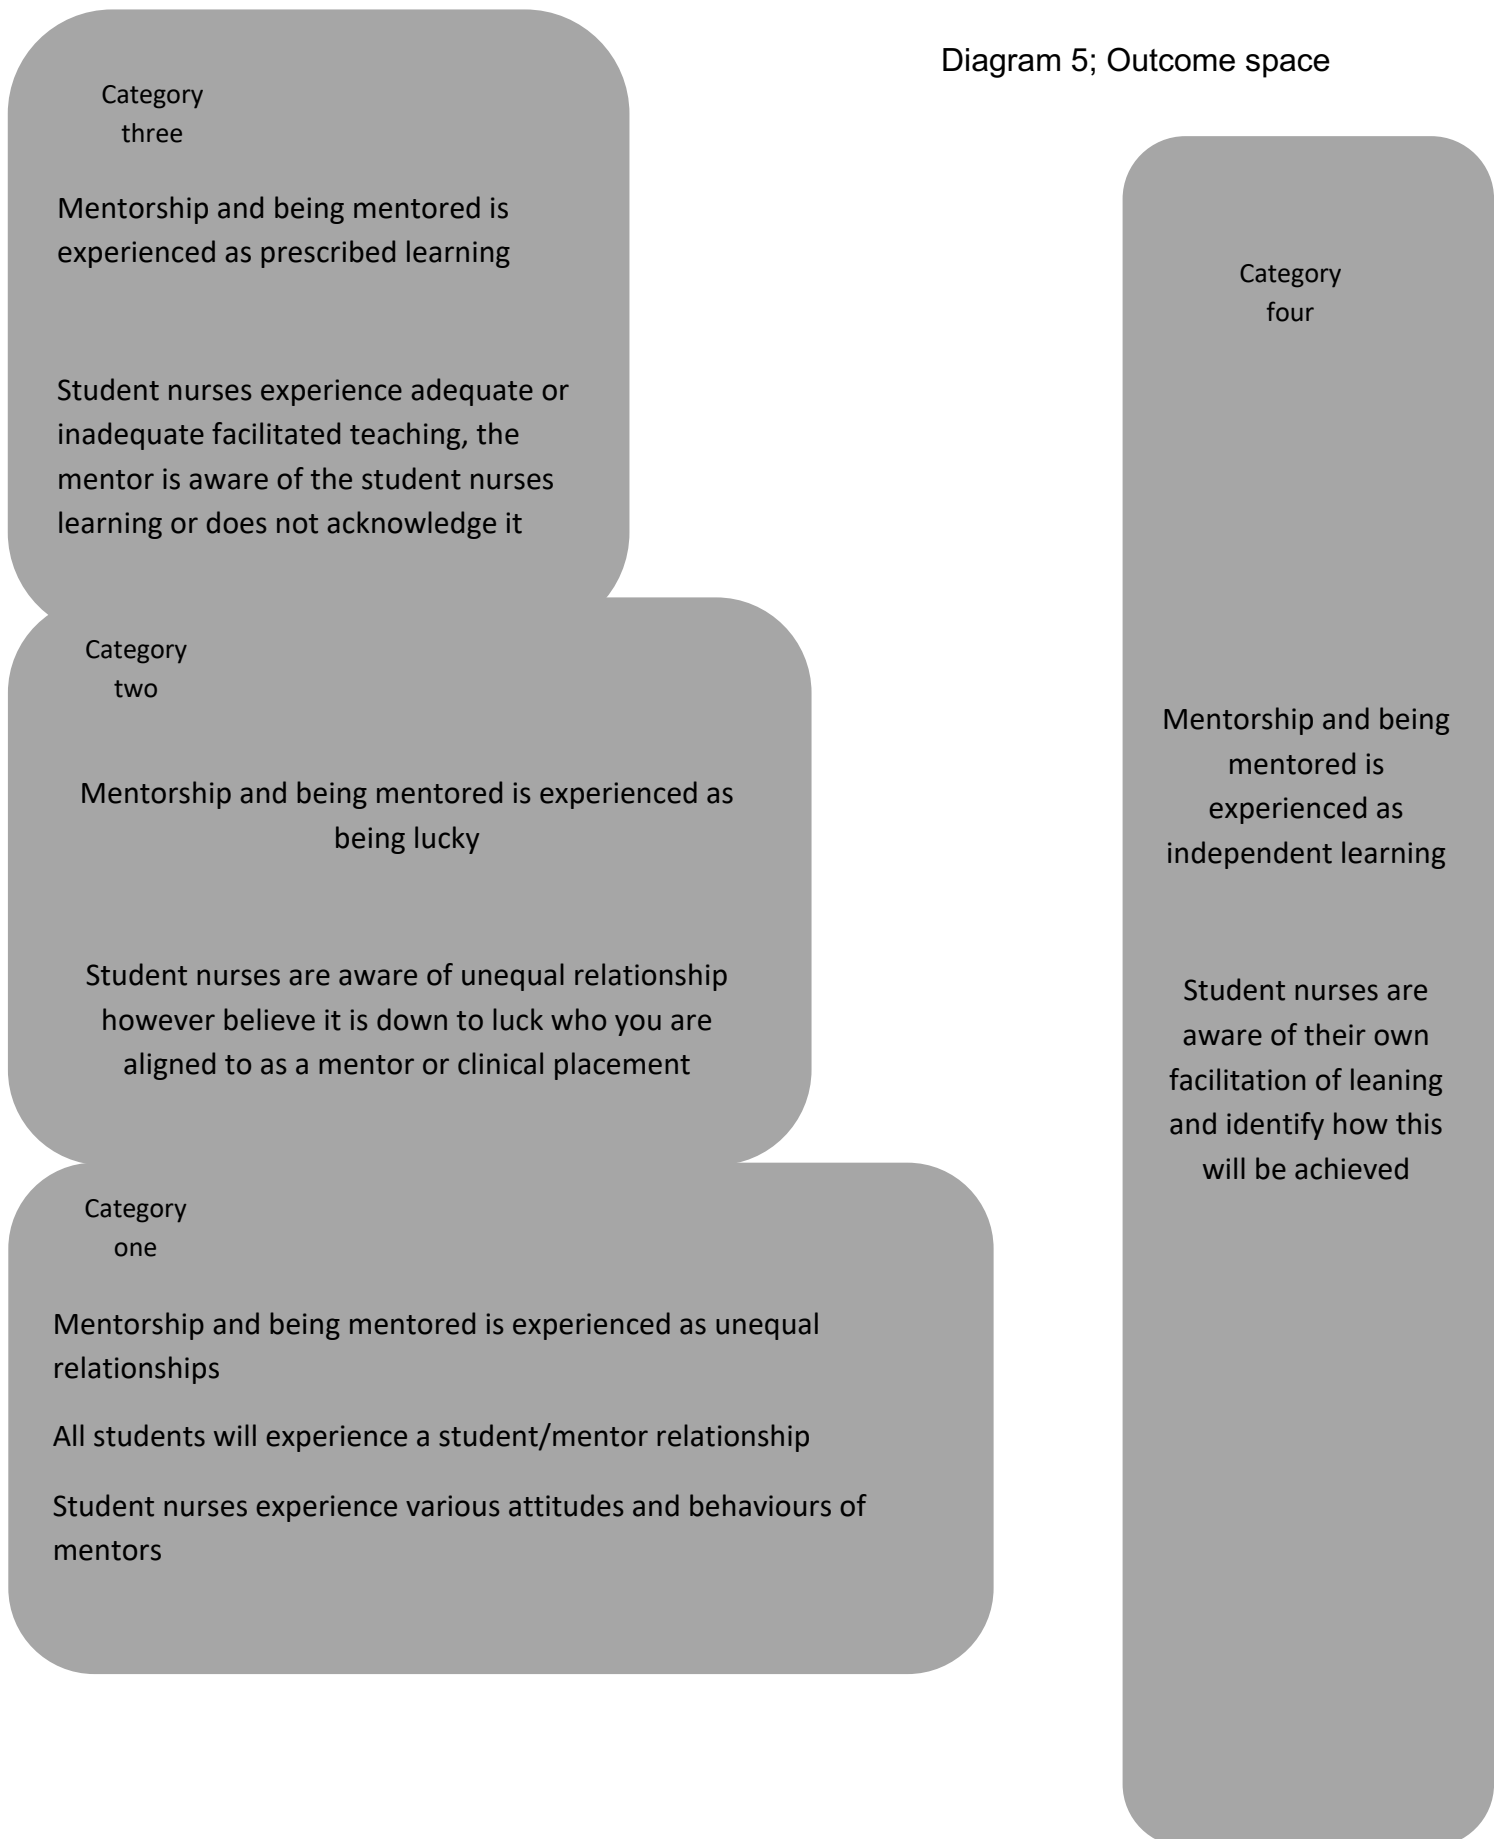 Diagram 5; Outcome space
Category
three
Mentorship and being mentored is
experienced as prescribed learning
Student nurses experience adequate or
inadequate facilitated teaching, the
mentor is aware of the student nurses
learning or does not acknowledge it
Category
two
Mentorship and being mentored is experienced as
being lucky
Student nurses are aware of unequal relationship
however believe it is down to luck who you are
aligned to as a mentor or clinical placement
Category
one
Mentorship and being mentored is experienced as unequal
relationships
All students will experience a student/mentor relationship
Student nurses experience various attitudes and behaviours of
mentors
Category
four
Mentorship and being
mentored is
experienced as
independent learning
Student nurses are
aware of their own
facilitation of leaning
and identify how this
will be achieved